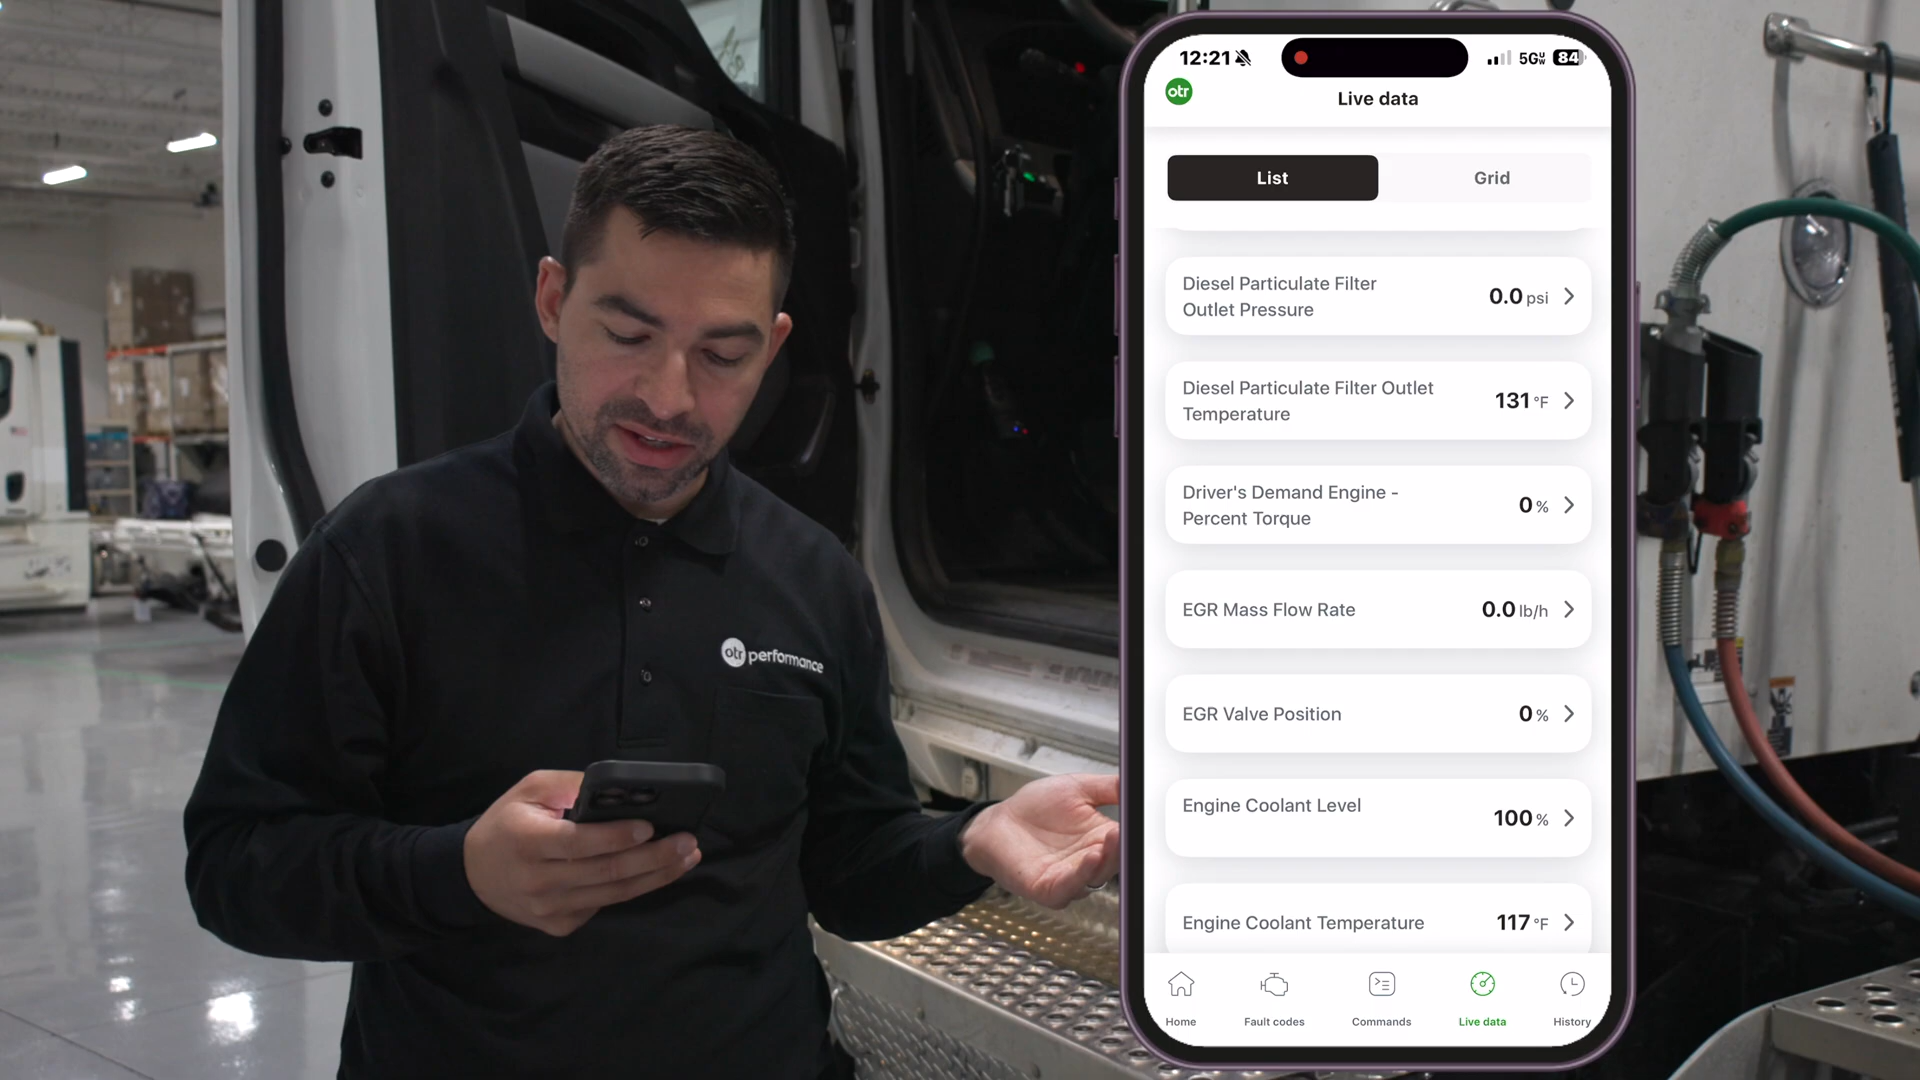 12:21
5G
84
otr
Live data
List
Grid
Diesel Particulate Filter
Outlet Pressure
0.0 psi
Diesel Particulate Filter Outlet
Temperature
131 °F
Driver's Demand Engine -
Percent Torque
0 %
EGR Mass Flow Rate
0.0 lb/h
EGR Valve Position
0 %
Engine Coolant Level
100 %
Engine Coolant Temperature
117 °F
Home
Fault codes
Commands
Live data
History
otr performance